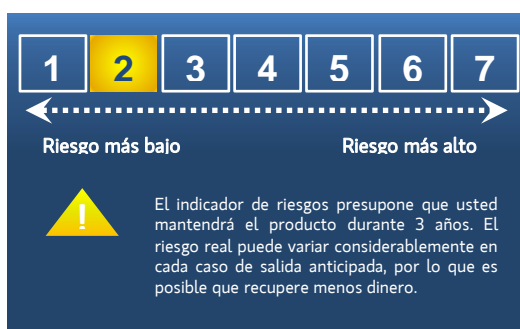 1 2 3 4 5 6 7
Riesgo más bajo Riesgo más alto
!
El indicador de riesgos presupone que usted
mantendrá el producto durante 3 años. El
riesgo real puede variar considerablemente en
cada caso de salida anticipada, por lo que es
posible que recupere menos dinero.